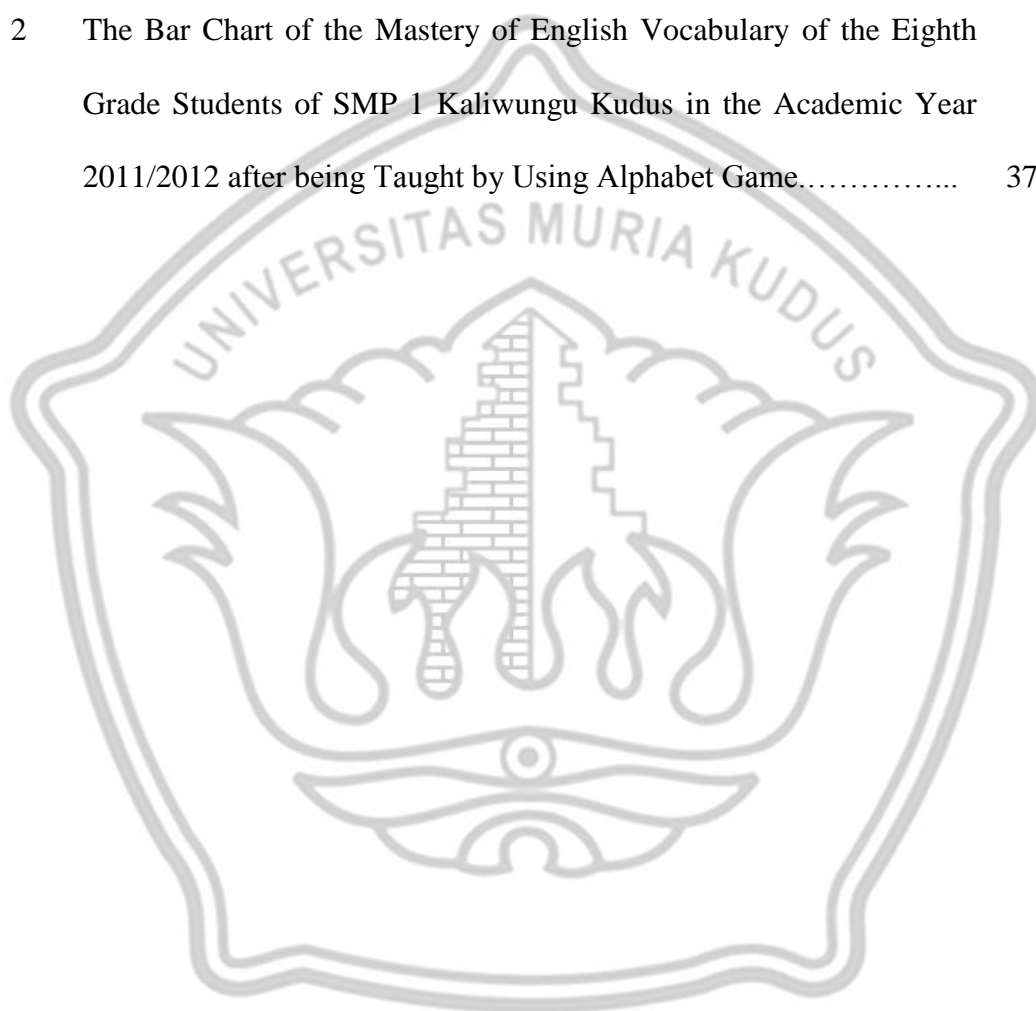 2 The Bar Chart of the Mastery of English Vocabulary of the Eighth
Grade Students of SMP 1 Kaliwungu Kudus in the Academic Year
2011/2012 after being Taught by Using Alphabet Game.…………... 37
UNIVERSITAS MURIA KUDUS